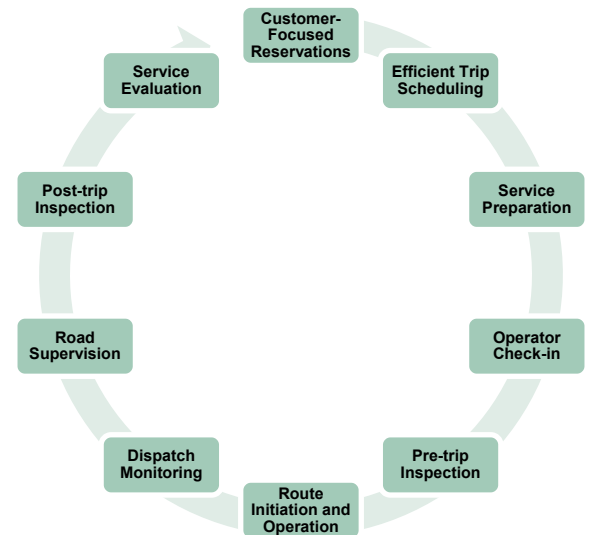 Customer-
Focused
Reservations
Efficient Trip
Scheduling
Service
Preparation
Operator
Check-in
Pre-trip
Inspection
Route
Initiation and
Operation
Dispatch
Monitoring
Road
Supervision
Post-trip
Inspection
Service
Evaluation